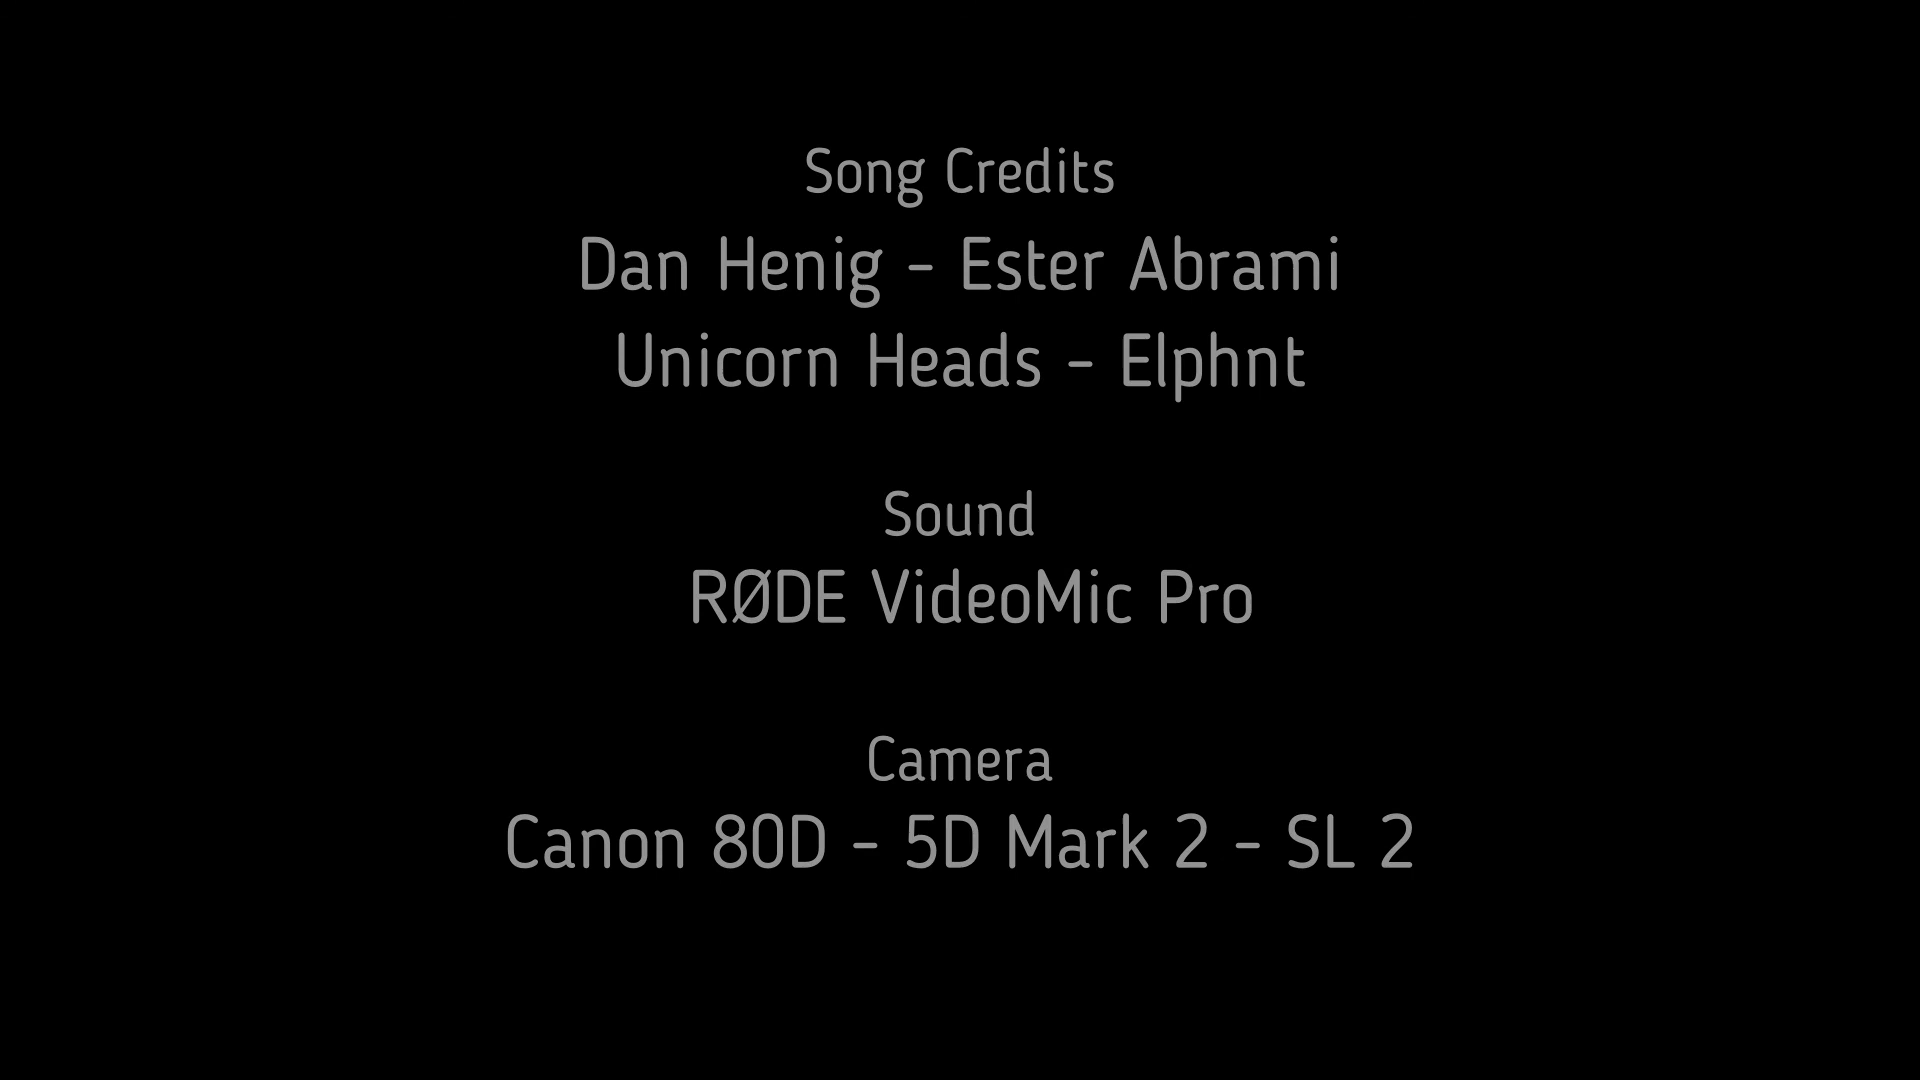 Song Credits
Dan Henig - Ester Abrami
Unicorn Heads - Elphnt
Sound
RØDE VideoMic Pro
Camera
Canon 80D - 5D Mark 2 - SL 2